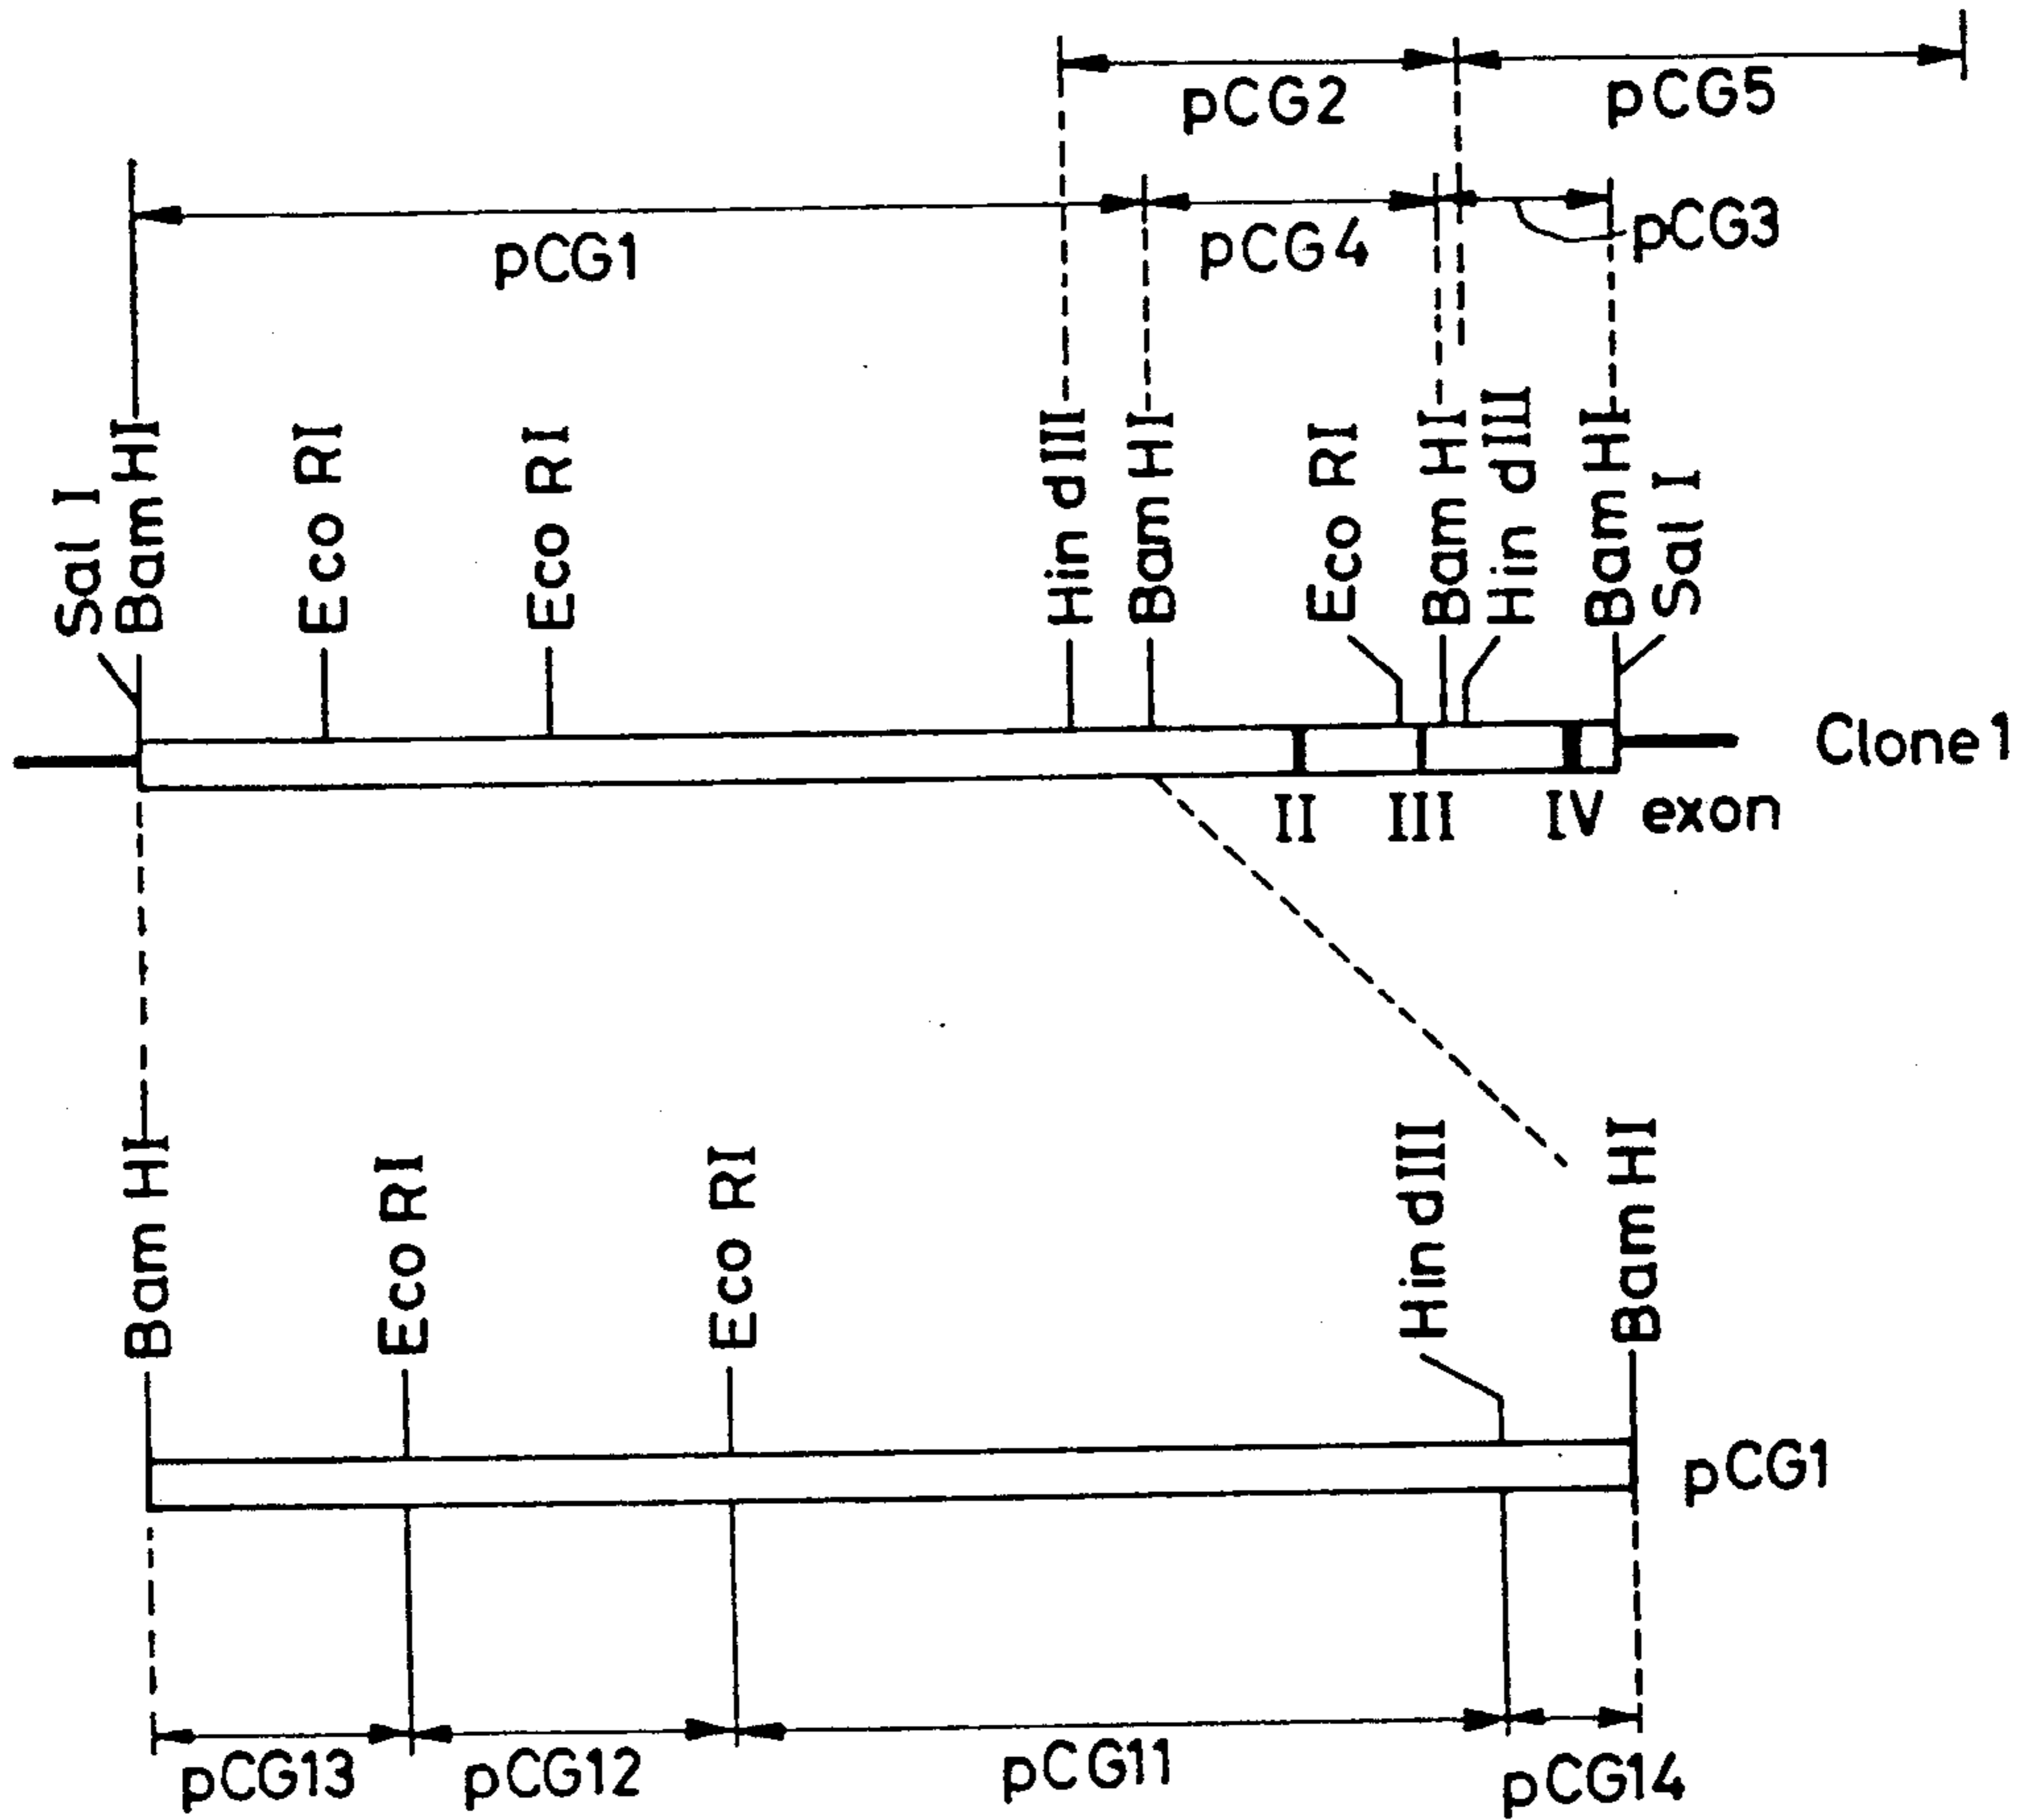 pCG2
pCG5
pCG1
pCG4
pCG3
Sal I
Bam HI
Eco RI
Eco RI
Hin dIII
Bam HI
Eco RI
Bam HI
Hin dIII
Bam HI
Sal I
Clone 1
II
III
IV exon
Bam HI
Eco RI
Eco RI
Hin dIII
Bam HI
pCG1
pCG13
pCG12
pCG11
pCG14